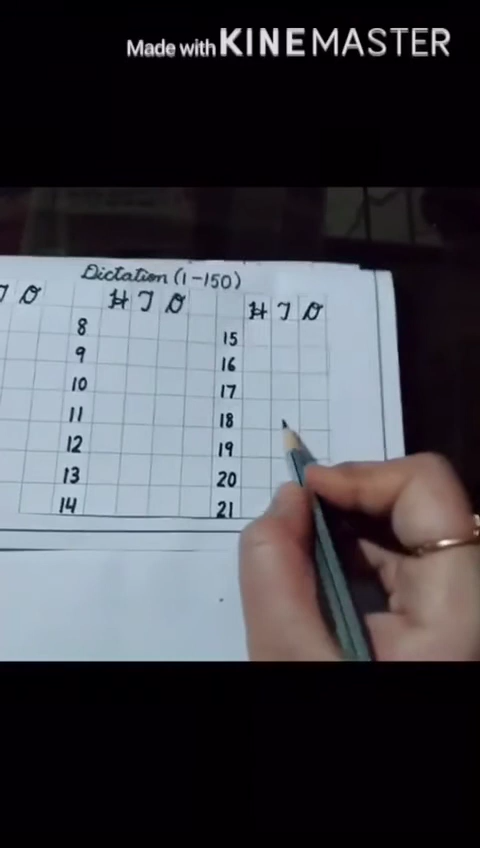 Made with KINEMASTER
Dictation (1-150)
T O H T O H T O
8 15
9 16
10 17
11 18
12 19
13 20
14 21